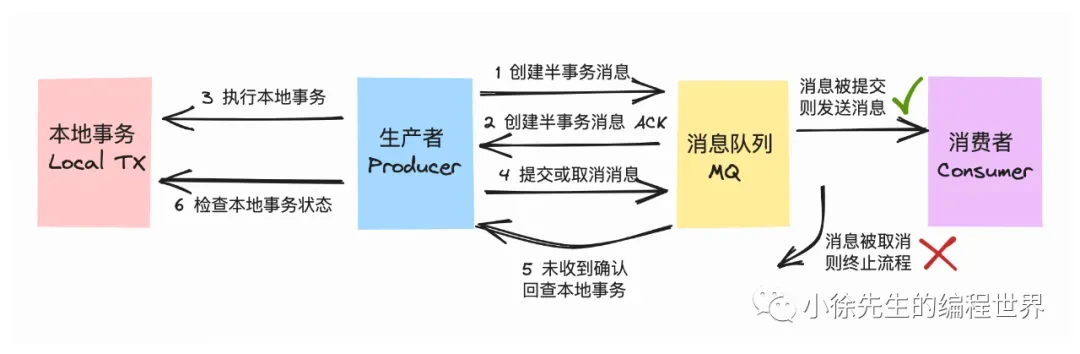 1 创建半事务消息
消息被提交
则发送消息
3 执行本地事务
2 创建半事务消息 ACK
本地事务
Local TX
生产者
Producer
消息队列
MQ
消费者
Consumer
4 提交或取消消息
6 检查本地事务状态
消息被取消
则终止流程
5 未收到确认
回查本地事务
小徐先生的编程世界